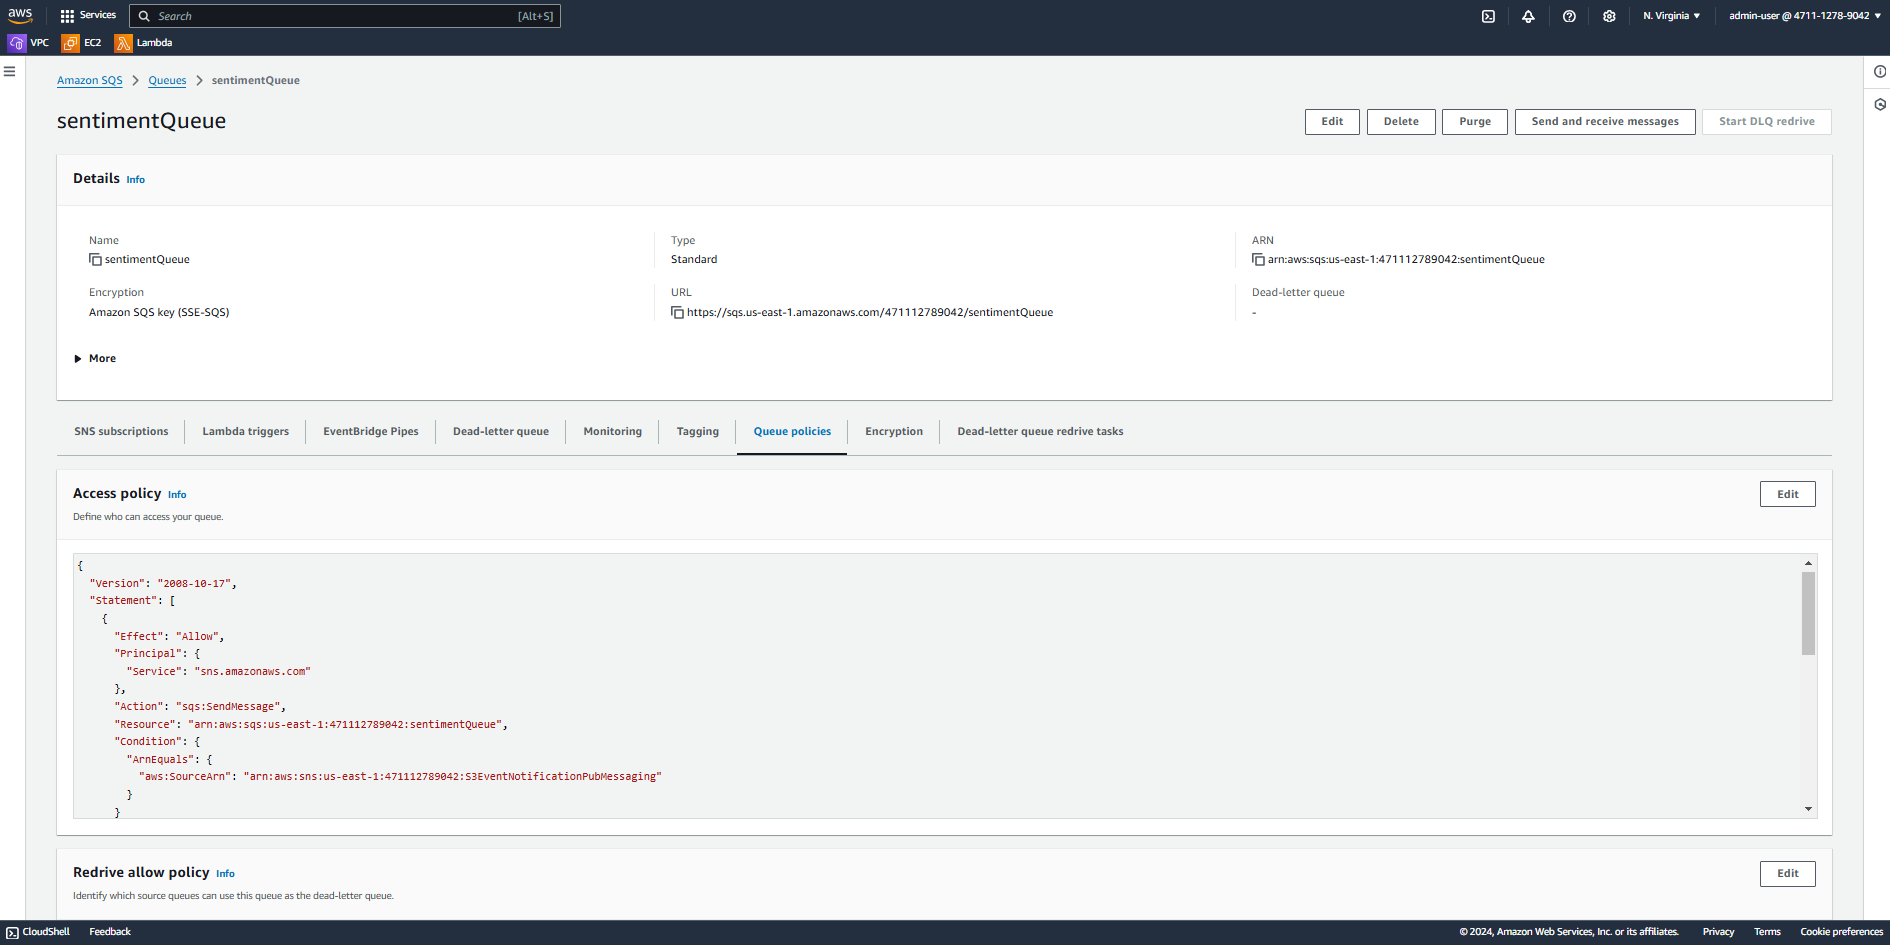 aws
Services
Search
[Alt+S]
N. Virginia
admin-user @ 4711-1278-9042
VPC
EC2
Lambda
Amazon SQS
Queues
sentimentQueue
sentimentQueue
Edit
Delete
Purge
Send and receive messages
Start DLQ redrive
Details Info
Name
sentimentQueue
Type
Standard
ARN
arn:aws:sqs:us-east-1:471112789042:sentimentQueue
Encryption
Amazon SQS key (SSE-SQS)
URL
https://sqs.us-east-1.amazonaws.com/471112789042/sentimentQueue
Dead-letter queue
-
More
SNS subscriptions
Lambda triggers
EventBridge Pipes
Dead-letter queue
Monitoring
Tagging
Queue policies
Encryption
Dead-letter queue redrive tasks
Access policy Info
Edit
Define who can access your queue.
{
"Version": "2008-10-17",
"Statement": [
{
"Effect": "Allow",
"Principal": {
"Service": "sns.amazonaws.com"
},
"Action": "sqs:SendMessage",
"Resource": "arn:aws:sqs:us-east-1:471112789042:sentimentQueue",
"Condition": {
"ArnEquals": {
"aws:SourceArn": "arn:aws:sns:us-east-1:471112789042:S3EventNotificationPubMessaging"
}
}
Redrive allow policy Info
Edit
Identify which source queues can use this queue as the dead-letter queue.
CloudShell
Feedback
© 2024, Amazon Web Services, Inc. or its affiliates.
Privacy
Terms
Cookie preferences